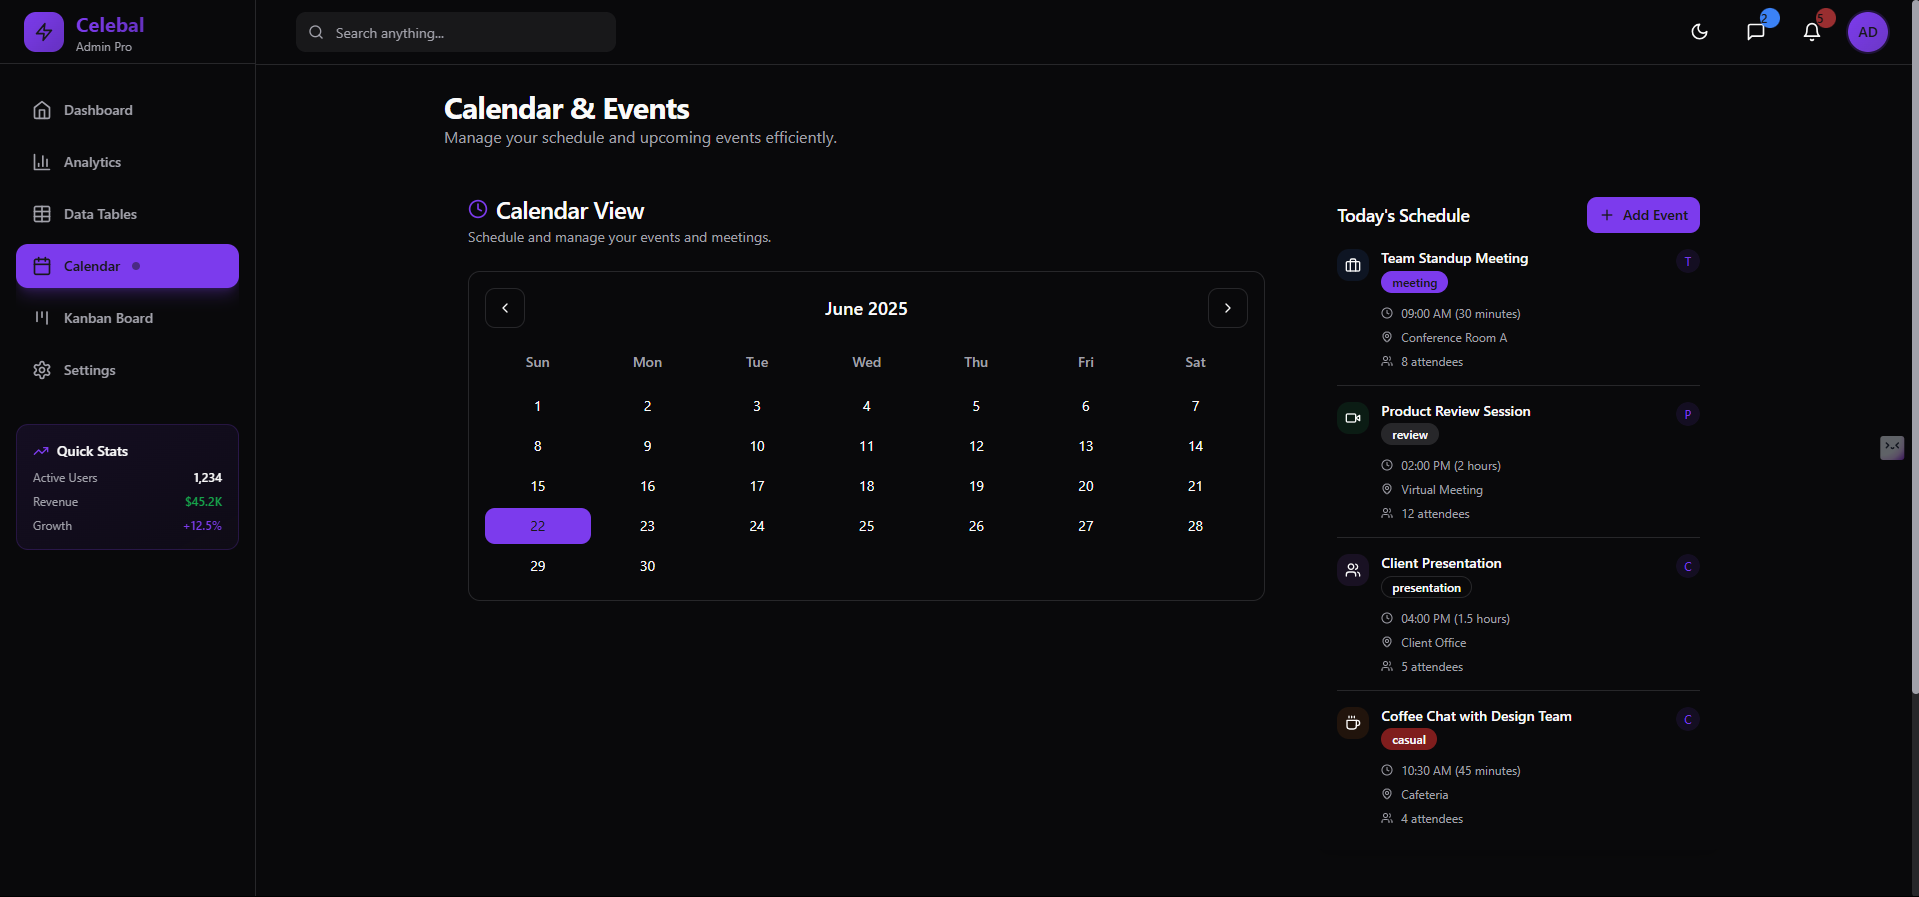 Celebal
Admin Pro
Search anything...
2
5
AD
Dashboard
Analytics
Data Tables
Calendar
Kanban Board
Settings
Quick Stats
Active Users 1,234
Revenue $45.2K
Growth +12.5%
Calendar & Events
Manage your schedule and upcoming events efficiently.
Calendar View
Schedule and manage your events and meetings.
June 2025
Sun Mon Tue Wed Thu Fri Sat
1 2 3 4 5 6 7
8 9 10 11 12 13 14
15 16 17 18 19 20 21
22 23 24 25 26 27 28
29 30
Today's Schedule
Add Event
Team Standup Meeting T
meeting
09:00 AM (30 minutes)
Conference Room A
8 attendees
Product Review Session P
review
02:00 PM (2 hours)
Virtual Meeting
12 attendees
Client Presentation C
presentation
04:00 PM (1.5 hours)
Client Office
5 attendees
Coffee Chat with Design Team C
casual
10:30 AM (45 minutes)
Cafeteria
4 attendees